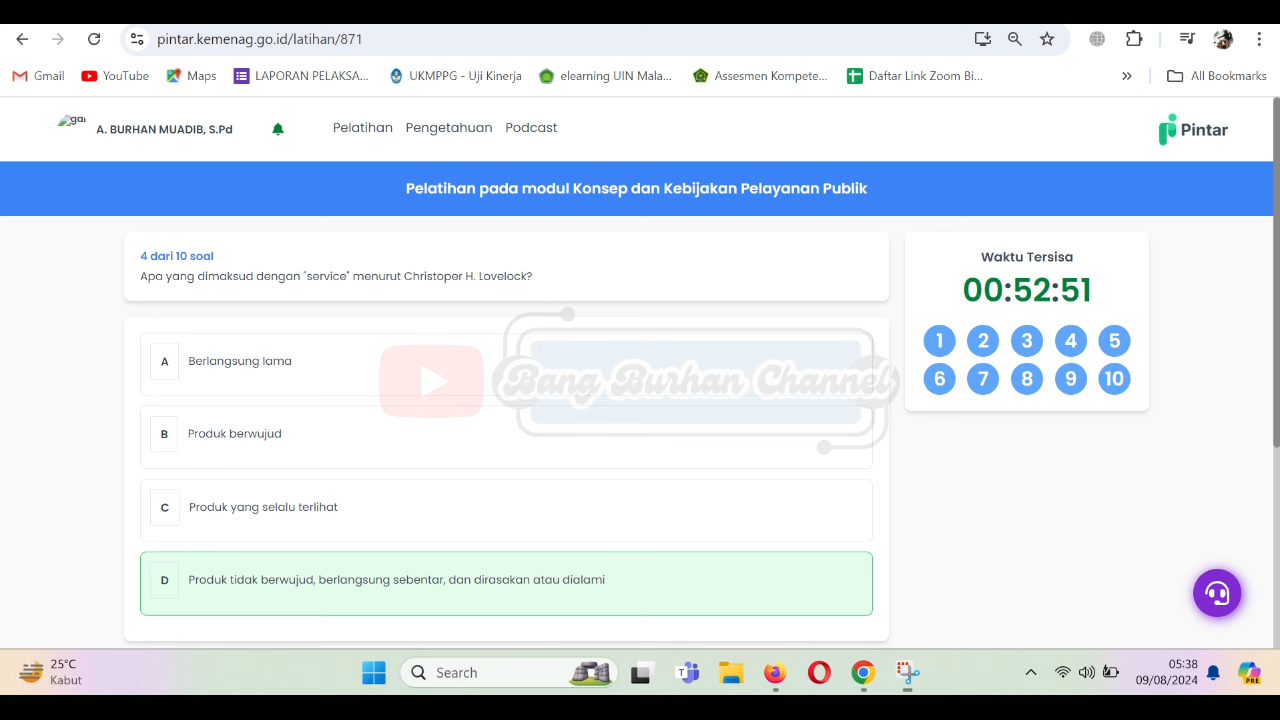 pintar.kemenag.go.id/latihan/871
Gmail YouTube Maps LAPORAN PELAKSA... UKMPPG - Uji Kinerja elearning UIN Mala... Assesmen Kompete... Daftar Link Zoom Bi... » All Bookmarks
gar A. BURHAN MUADIB, S.Pd Pelatihan Pengetahuan Podcast Pintar
Pelatihan pada modul Konsep dan Kebijakan Pelayanan Publik
4 dari 10 soal
Apa yang dimaksud dengan "service" menurut Christoper H. Lovelock?
Waktu Tersisa
00:52:51
1 2 3 4 5
6 7 8 9 10
A Berlangsung lama
Bang Burhan Channel
B Produk berwujud
C Produk yang selalu terlihat
D Produk tidak berwujud, berlangsung sebentar, dan dirasakan atau dialami
25°C
Kabut
Search
05:38
09/08/2024
PRE